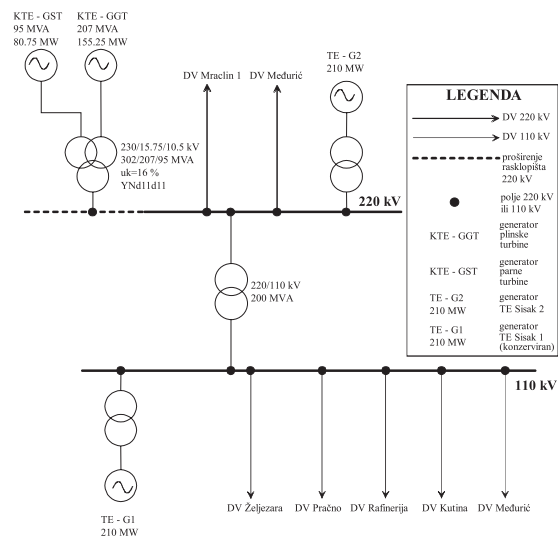 KTE - GST
95 MVA
80.75 MW
KTE - GGT
207 MVA
155.25 MW
DV Mraclin 1
DV Međurić
TE - G2
210 MW
230/15.75/10.5 kV
302/207/95 MVA
uk=16 %
YNd11d11
220 kV
220/110 kV
200 MVA
110 kV
TE - G1
210 MW
DV Željezara
DV Pračno
DV Rafinerija
DV Kutina
DV Međurić
LEGENDA
DV 220 kV
DV 110 kV
proširenje
rasklopišta
220 kV
polje 220 kV
ili 110 kV
KTE - GGT
generator
plinske
turbine
KTE - GST
generator
parne
turbine
TE - G2
210 MW
generator
TE Sisak 2
TE - G1
210 MW
generator
TE Sisak 1
(konzerviran)